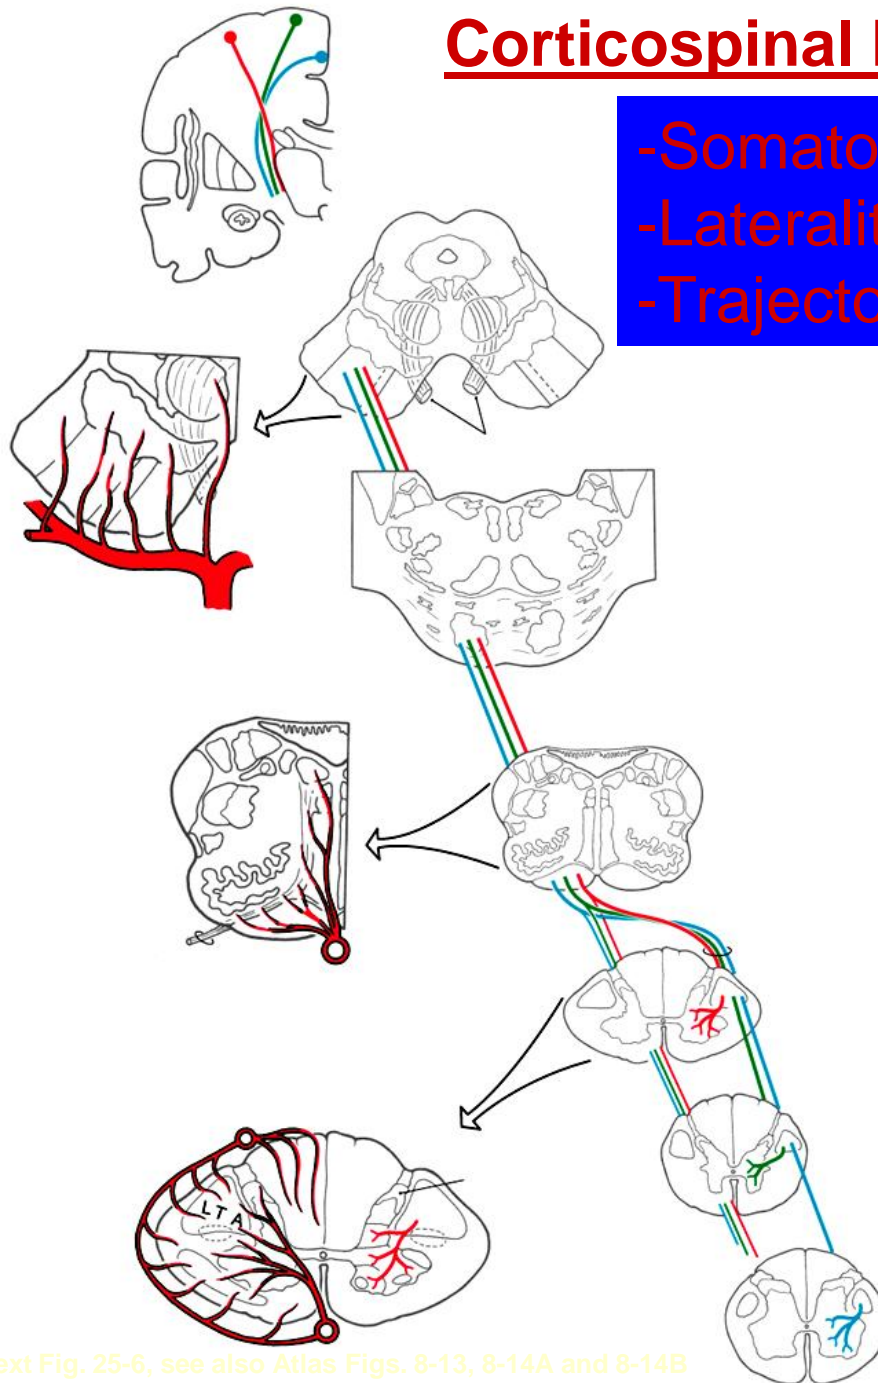 Corticospinal
-Somato
-Lateralit
-Trajecto
L T A
ext Fig. 25-6, see also Atlas Figs. 8-13, 8-14A and 8-14B